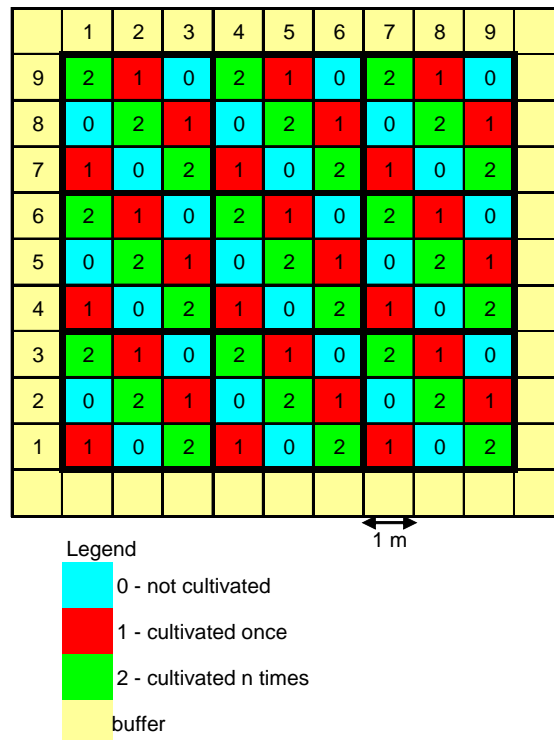 1 2 3 4 5 6 7 8 9
9 2 1 0 2 1 0 2 1 0
8 0 2 1 0 2 1 0 2 1
7 1 0 2 1 0 2 1 0 2
6 2 1 0 2 1 0 2 1 0
5 0 2 1 0 2 1 0 2 1
4 1 0 2 1 0 2 1 0 2
3 2 1 0 2 1 0 2 1 0
2 0 2 1 0 2 1 0 2 1
1 1 0 2 1 0 2 1 0 2
1 m
Legend
0 - not cultivated
1 - cultivated once
2 - cultivated n times
buffer